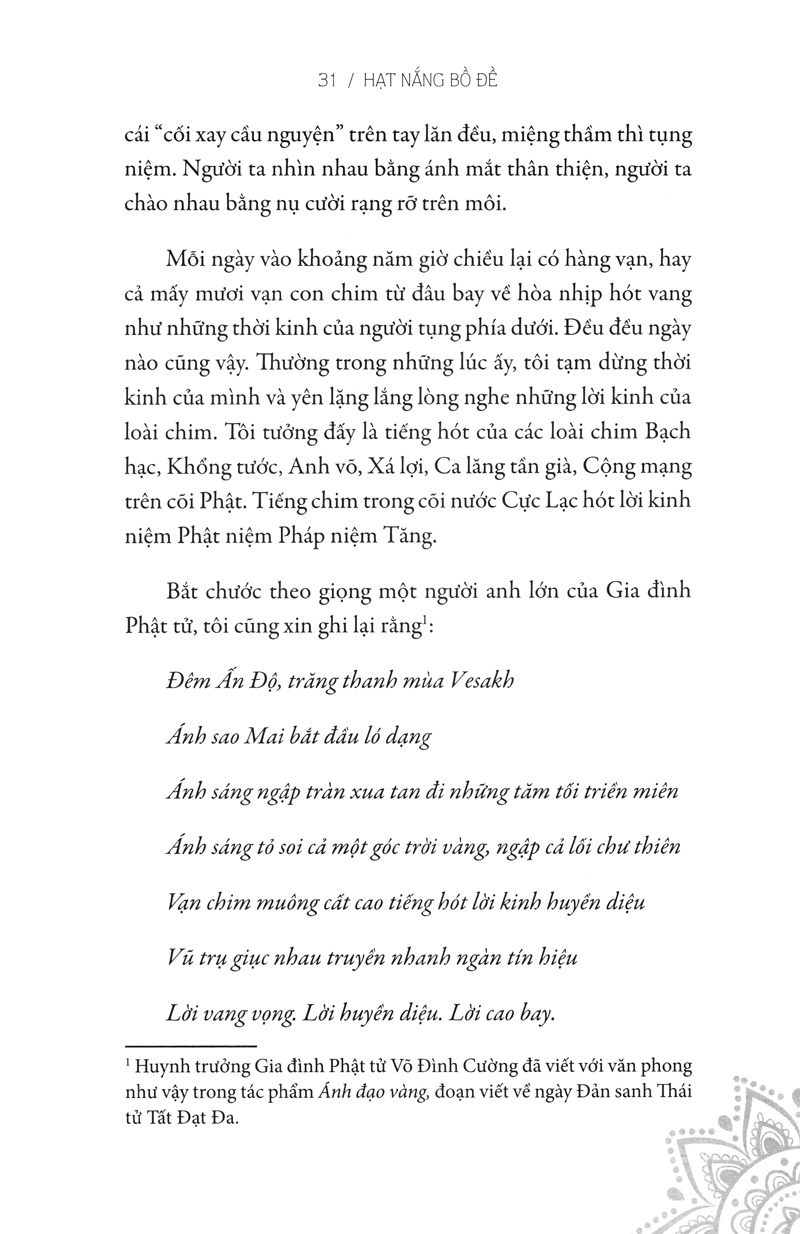 31 / HẠT NẮNG BỒ ĐỀ
cái “cối xay cầu nguyện” trên tay lăn đều, miệng thầm thì tụng
niệm. Người ta nhìn nhau bằng ánh mắt thân thiện, người ta
chào nhau bằng nụ cười rạng rỡ trên môi.
Mỗi ngày vào khoảng năm giờ chiều lại có hàng vạn, hay
cả mấy mươi vạn con chim từ đâu bay về hòa nhịp hót vang
như những thời kinh của người tụng phía dưới. Đều đều ngày
nào cũng vậy. Thường trong những lúc ấy, tôi tạm dừng thời
kinh của mình và yên lặng lắng lòng nghe những lời kinh của
loài chim. Tôi tưởng đấy là tiếng hót của các loài chim Bạch
hạc, Khổng tước, Anh võ, Xá lợi, Ca lăng tần già, Cộng mạng
trên cõi Phật. Tiếng chim trong cõi nước Cực Lạc hót lời kinh
niệm Phật niệm Pháp niệm Tăng.
Bắt chước theo giọng một người anh lớn của Gia đình
Phật tử, tôi cũng xin ghi lại rằng¹:
Đêm Ấn Độ, trăng thanh mùa Vesakh
Ánh sao Mai bắt đầu ló dạng
Ánh sáng ngập tràn xua tan đi những tăm tối triền miên
Ánh sáng tỏ soi cả một góc trời vàng, ngập cả lối chư thiên
Vạn chim muông cất cao tiếng hót lời kinh huyền diệu
Vũ trụ giục nhau truyền nhanh ngàn tín hiệu
Lời vang vọng. Lời huyền diệu. Lời cao bay.
¹ Huynh trưởng Gia đình Phật tử Võ Đình Cường đã viết với văn phong
như vậy trong tác phẩm Ánh đạo vàng, đoạn viết về ngày Đản sanh Thái
tử Tất Đạt Đa.